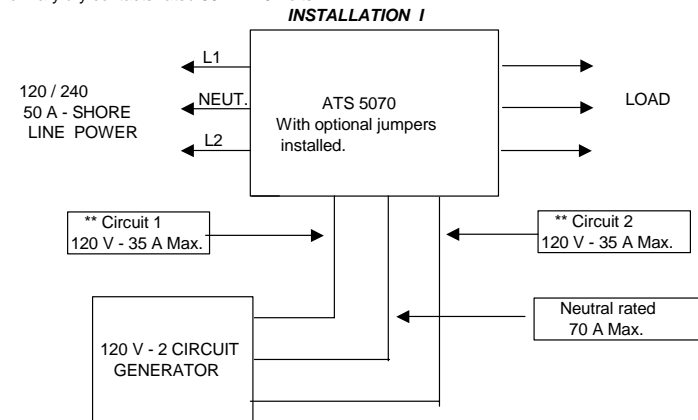 INSTALLATION I
L1
120 / 240
50 A - SHORE
LINE POWER
NEUT.
L2
ATS 5070
With optional jumpers
installed.
LOAD
** Circuit 1
120 V - 35 A Max.
** Circuit 2
120 V - 35 A Max.
Neutral rated
70 A Max.
120 V - 2 CIRCUIT
GENERATOR